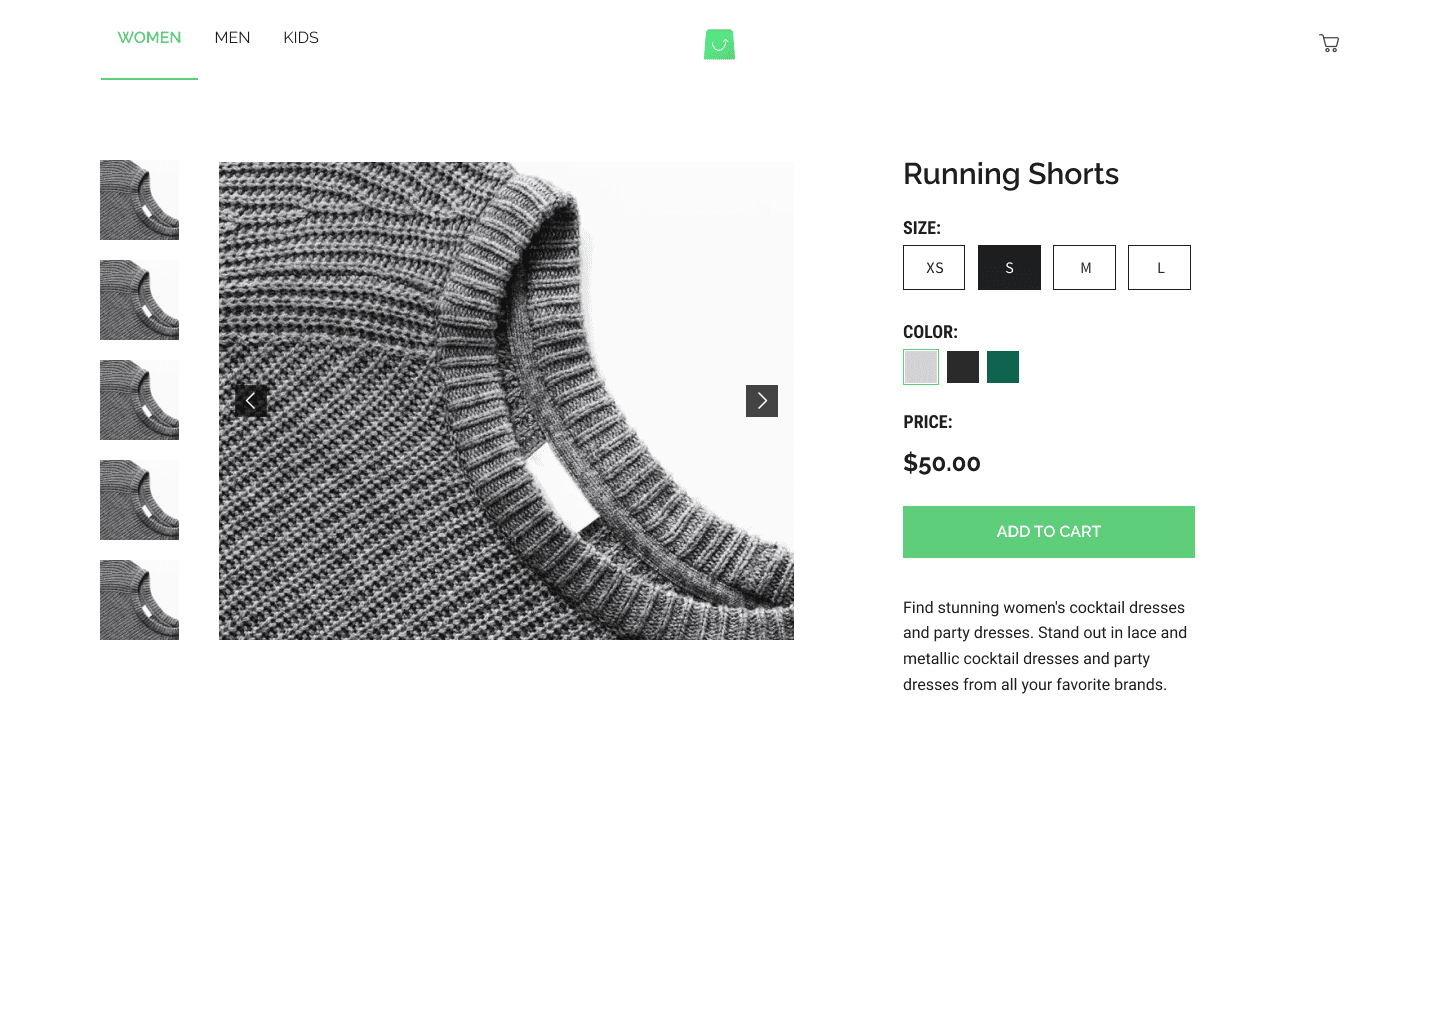 WOMEN MEN KIDS
Running Shorts
SIZE:
XS S M L
COLOR:
PRICE:
$50.00
ADD TO CART
Find stunning women's cocktail dresses
and party dresses. Stand out in lace and
metallic cocktail dresses and party
dresses from all your favorite brands.